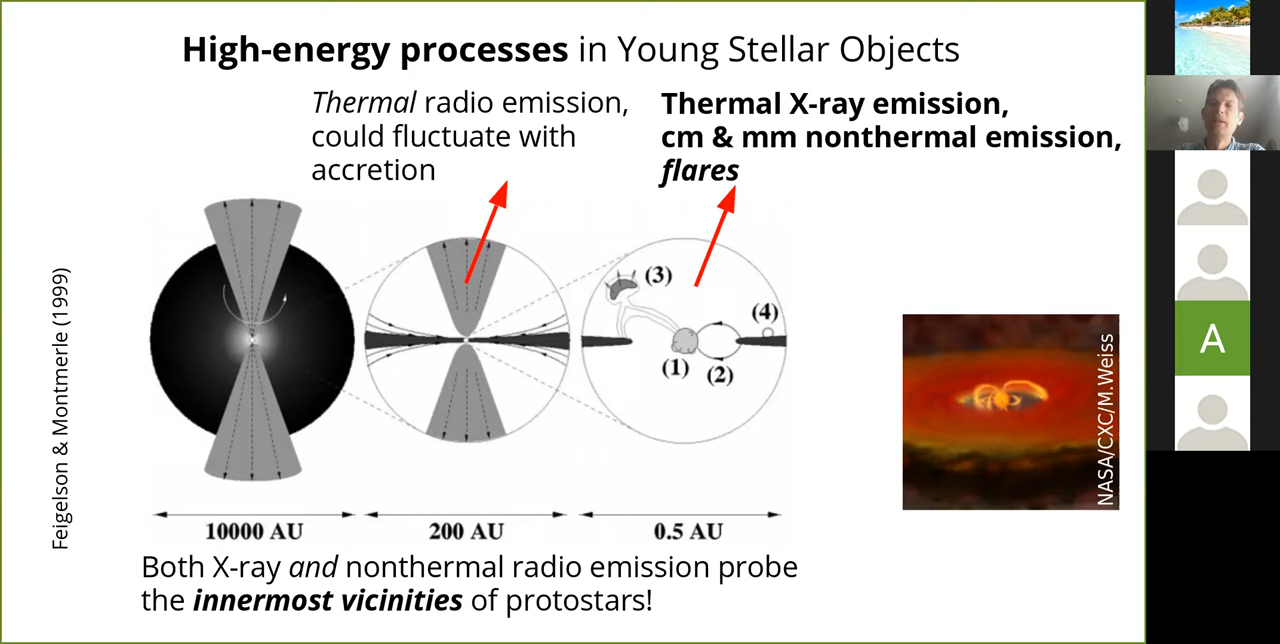 High-energy processes in Young Stellar Objects
Thermal radio emission,
could fluctuate with
accretion
Thermal X-ray emission,
cm & mm nonthermal emission,
flares
Feigelson & Montmerle (1999)
(3)
(4)
(1)
(2)
10000 AU
200 AU
0.5 AU
NASA/CXC/M.Weiss
Both X-ray and nonthermal radio emission probe
the innermost vicinities of protostars!
A